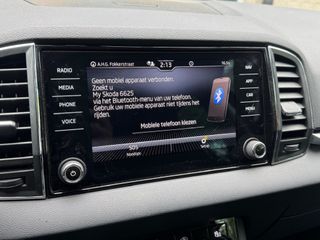 RADIO
MEDIA
PHONE
VOICE
A.H.G. Fokkerstraat
2:13
Geen mobiel apparaat verbonden.
Zoekt u
My Skoda 6625
via het Bluetooth-menu van uw telefoon.
Gebruik uw mobiele apparaat niet tijdens het
rijden.
Mobiele telefoon kiezen
SOS
NAV
APP
CAR
MENU